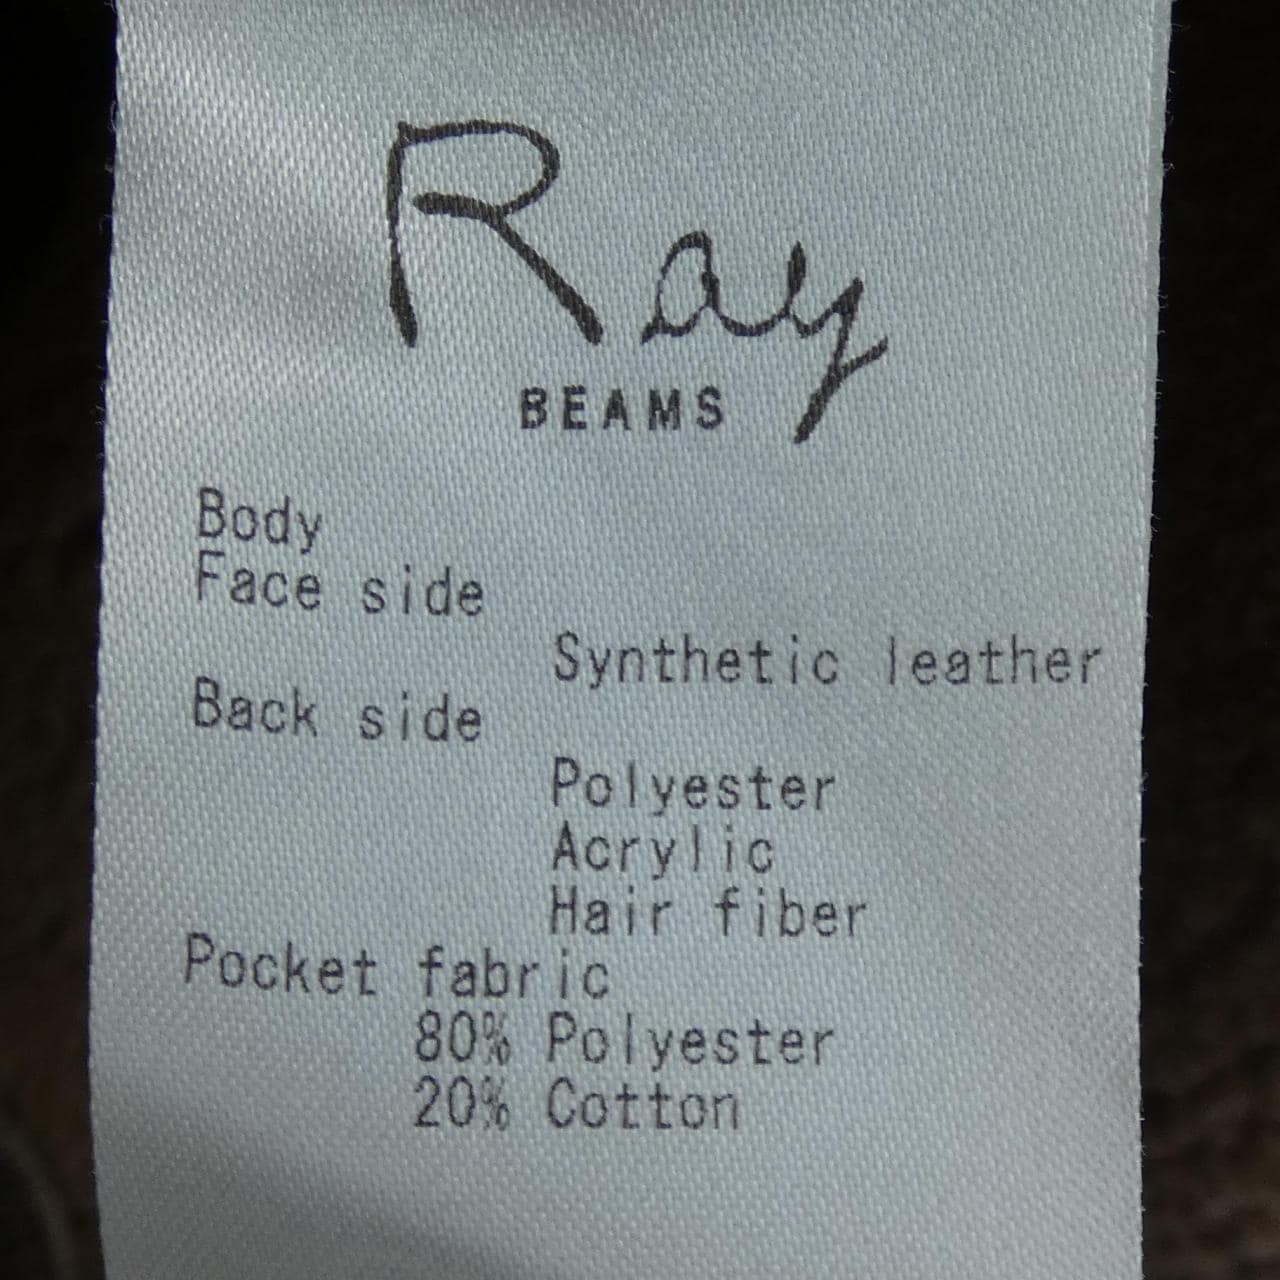 Ray
BEAMS
Body
Face side
Synthetic leather
Back side
Polyester
Acrylic
Hair fiber
Pocket fabric
80% Polyester
20% Cotton